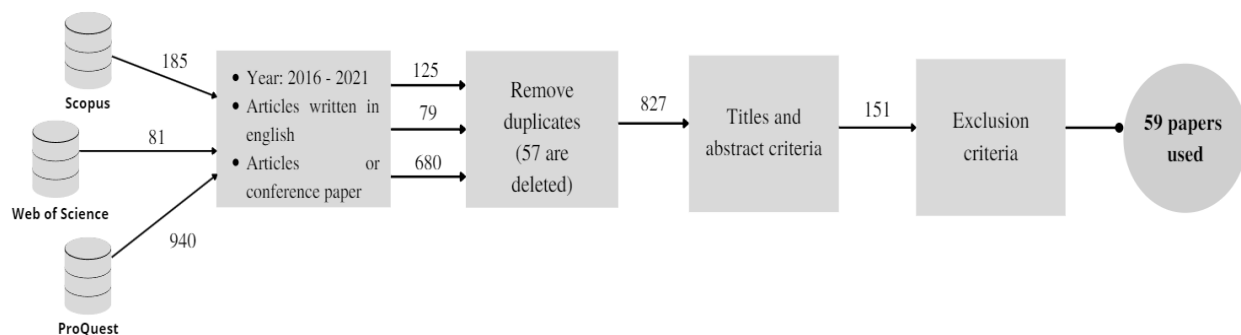 Scopus
185
Web of Science
81
ProQuest
940
• Year: 2016 - 2021
• Articles written in
english
• Articles or
conference paper
125
79
680
Remove
duplicates
(57 are
deleted)
827
Titles and
abstract criteria
151
Exclusion
criteria
59 papers
used